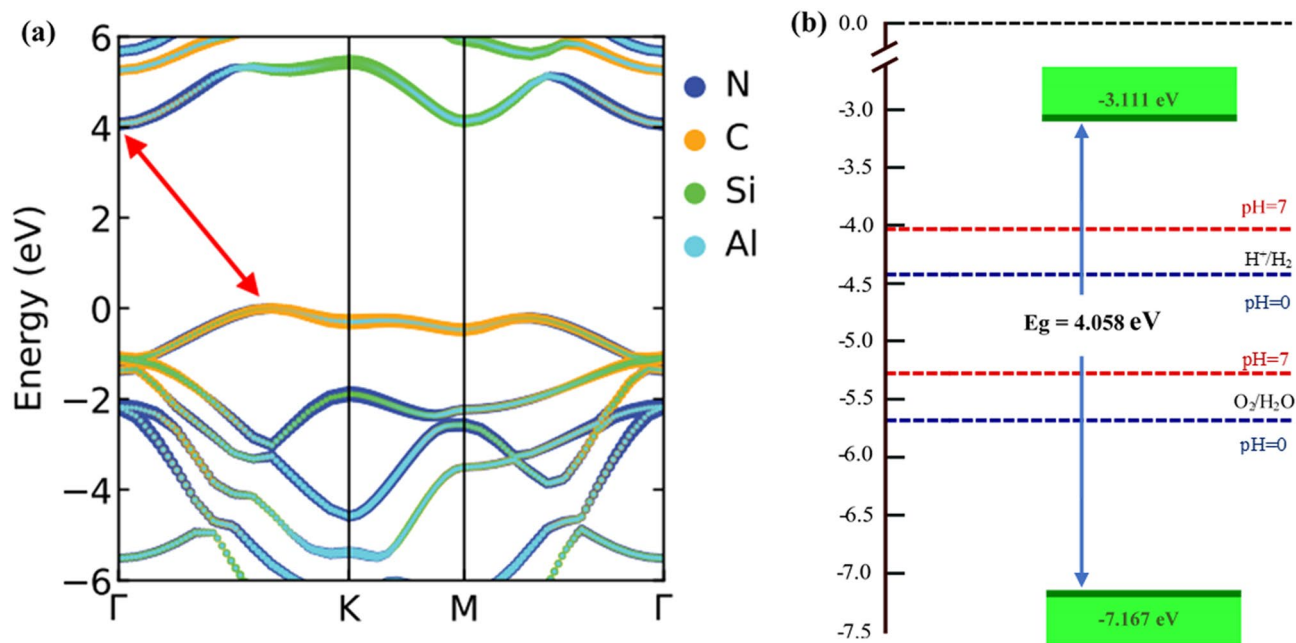 (a)
6
4
2
0
−2
−4
−6
Energy (eV)
Γ
K
M
Γ
N
C
Si
Al
(b)
0.0
-3.0
-3.5
-4.0
-4.5
-5.0
-5.5
-6.0
-6.5
-7.0
-7.5
-3.111 eV
pH=7
H⁺/H₂
pH=0
Eg = 4.058 eV
pH=7
O₂/H₂O
pH=0
-7.167 eV